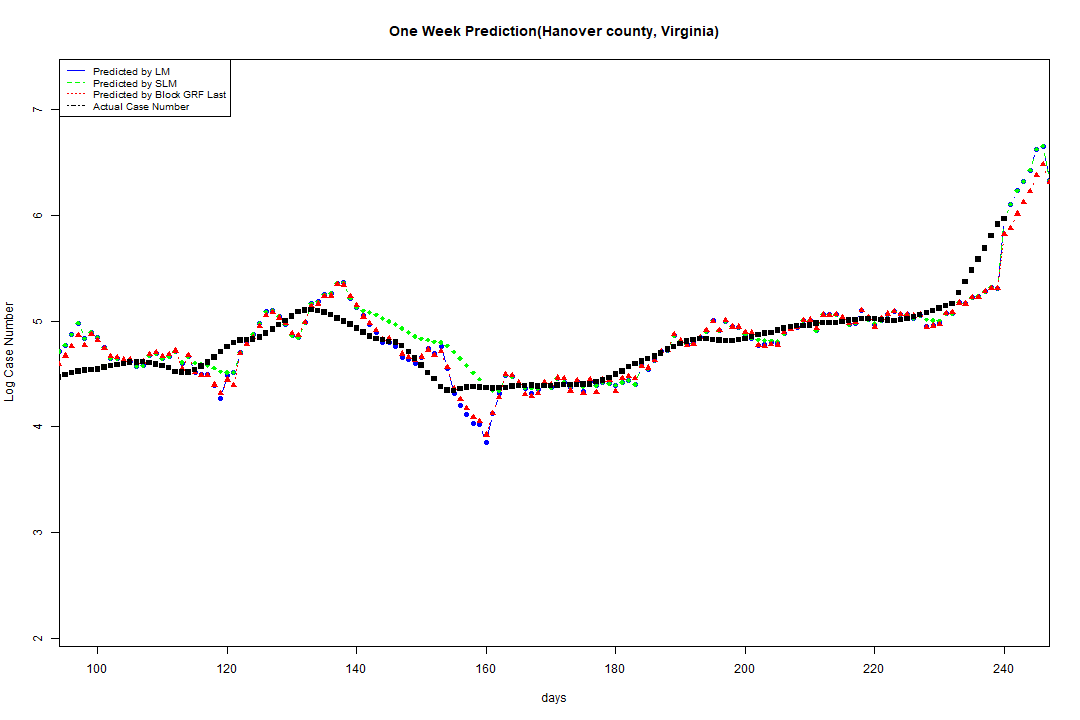 One Week Prediction(Hanover county, Virginia)
Predicted by LM
Predicted by SLM
Predicted by Block GRF Last
Actual Case Number
7
6
5
4
3
2
Log Case Number
100 120 140 160 180 200 220 240
days